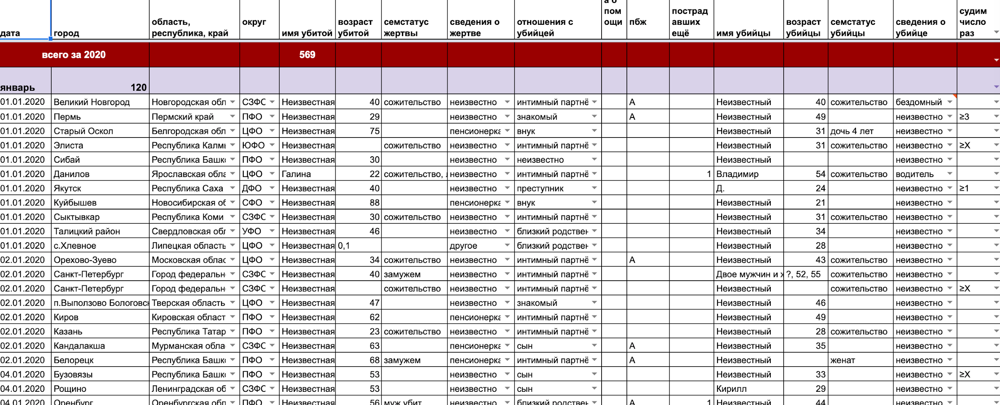 дата город область, республика, край округ имя убитой возраст убитой семстатус жертвы сведения о жертве отношения с убийцей а о пом ощи пбж пострад авших ещё имя убийцы возраст убийцы семстатус убийцы сведения о убийце судим число раз
всего за 2020 569
январь 120
01.01.2020 Великий Новгород Новгородская обл СЗФС Неизвестная 40 сожительство неизвестно интимный партнё А Неизвестный 40 сожительство бездомный
01.01.2020 Пермь Пермский край ПФО Неизвестная 29 неизвестно знакомый А Неизвестный 49 неизвестно ≥3
01.01.2020 Старый Оскол Белгородская обл ЦФО Неизвестная 75 пенсионерка внук Неизвестный 31 дочь 4 лет неизвестно
01.01.2020 Элиста Республика Калмы ЮФО Неизвестная сожительство неизвестно интимный партнё Неизвестный 31 сожительство неизвестно ≥X
01.01.2020 Сибай Республика Башко ПФО Неизвестная 30 неизвестно неизвестно Неизвестный неизвестно
01.01.2020 Данилов Ярославская обла ЦФО Галина 22 сожительство, неизвестно интимный партнё 1 Владимир 54 сожительство водитель
01.01.2020 Якутск Республика Саха ДФО Неизвестная 40 неизвестно преступник Д. 24 неизвестно ≥1
01.01.2020 Куйбышев Новосибирская об СФО Неизвестная 88 пенсионерка внук Неизвестный 21 неизвестно
01.01.2020 Сыктывкар Республика Коми СЗФС Неизвестная 30 сожительство неизвестно интимный партнё Неизвестный 31 сожительство неизвестно
01.01.2020 Талицкий район Свердловская обл УФО Неизвестная 46 неизвестно близкий родствен Неизвестный 34 неизвестно
01.01.2020 с.Хлевное Липецкая область ЦФО Неизвестная 0,1 другое близкий родствен Неизвестный 28 неизвестно
02.01.2020 Орехово-Зуево Московская облас ЦФО Неизвестная 34 сожительство неизвестно интимный партнё А Неизвестный 43 сожительство неизвестно
02.01.2020 Санкт-Петербург Город федеральн СЗФС Неизвестная 40 замужем неизвестно интимный партнё Двое мужчин и ж ?, 52, 55 сожительство неизвестно
02.01.2020 Санкт-Петербург Город федеральн СЗФС Неизвестная сожительство неизвестно интимный партнё Неизвестный сожительство неизвестно ≥X
02.01.2020 п.Выползово Бологовск Тверская область ЦФО Неизвестная 47 неизвестно знакомый Неизвестный 46 неизвестно
02.01.2020 Киров Кировская област ПФО Неизвестная 62 пенсионерка интимный партнё Неизвестный 49 неизвестно
02.01.2020 Казань Республика Татар ПФО Неизвестная 23 сожительство неизвестно интимный партнё Неизвестный 28 сожительство неизвестно
02.01.2020 Кандалакша Мурманская обла СЗФС Неизвестная 63 пенсионерка сын А Неизвестный 35 неизвестно
02.01.2020 Белорецк Республика Башко ПФО Неизвестная 68 замужем пенсионерка интимный партнё А Неизвестный женат неизвестно
04.01.2020 Бузовязы Республика Башко ПФО Неизвестная 53 неизвестно сын Неизвестный 33 неизвестно ≥X
04.01.2020 Рощино Ленинградская об СЗФС Неизвестная 53 неизвестно сын Кирилл 29 неизвестно
04.01.2020 Оренбург Оренбургская обл ПФО Неизвестная 56 муж убит неизвестно близкий родствен А 1 Неизвестный 44 неизвестно